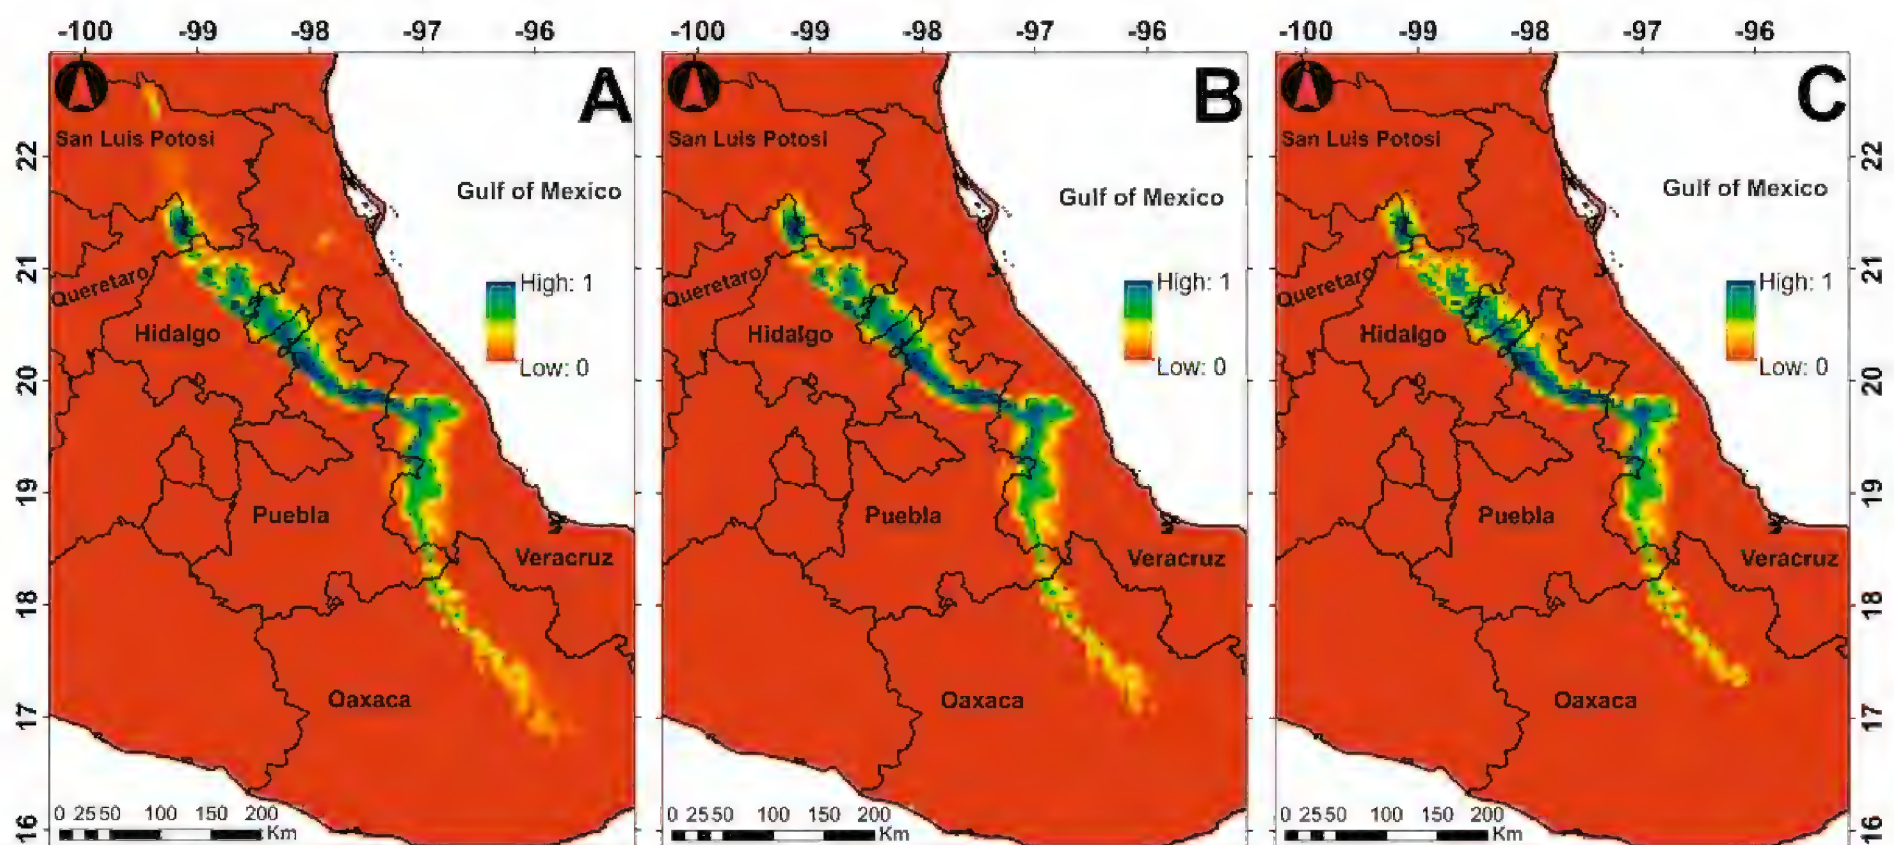 -100 -99 -98 -97 -96
A
San Luis Potosi
Gulf of Mexico
Queretaro
High: 1
Low: 0
Hidalgo
Puebla
Veracruz
Oaxaca
22
21
20
19
18
17
16
0 25 50 100 150 200
Km
-100 -99 -98 -97 -96
B
San Luis Potosi
Gulf of Mexico
Queretaro
High: 1
Low: 0
Hidalgo
Puebla
Veracruz
Oaxaca
0 25 50 100 150 200
Km
-100 -99 -98 -97 -96
C
San Luis Potosi
Gulf of Mexico
Queretaro
High: 1
Low: 0
Hidalgo
Puebla
Veracruz
Oaxaca
0 25 50 100 150 200
Km
22
21
20
19
18
17
16